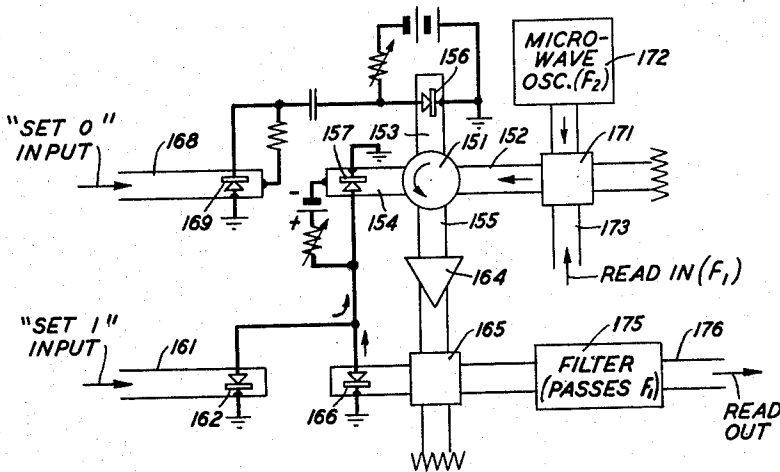 MICRO-
WAVE
OSC.(F₂)
172
156
"SET 0"
INPUT
168
169
157
153
151
152
171
154
155
173
164
READ IN (F₁)
-
+
"SET 1"
INPUT
161
162
166
165
175
FILTER
(PASSES F₁)
176
READ
OUT